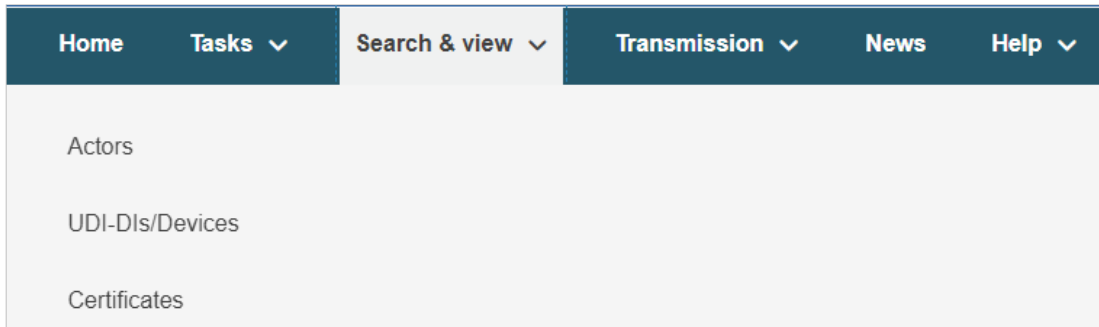 Home Tasks Search & view Transmission News Help
Actors
UDI-DIs/Devices
Certificates